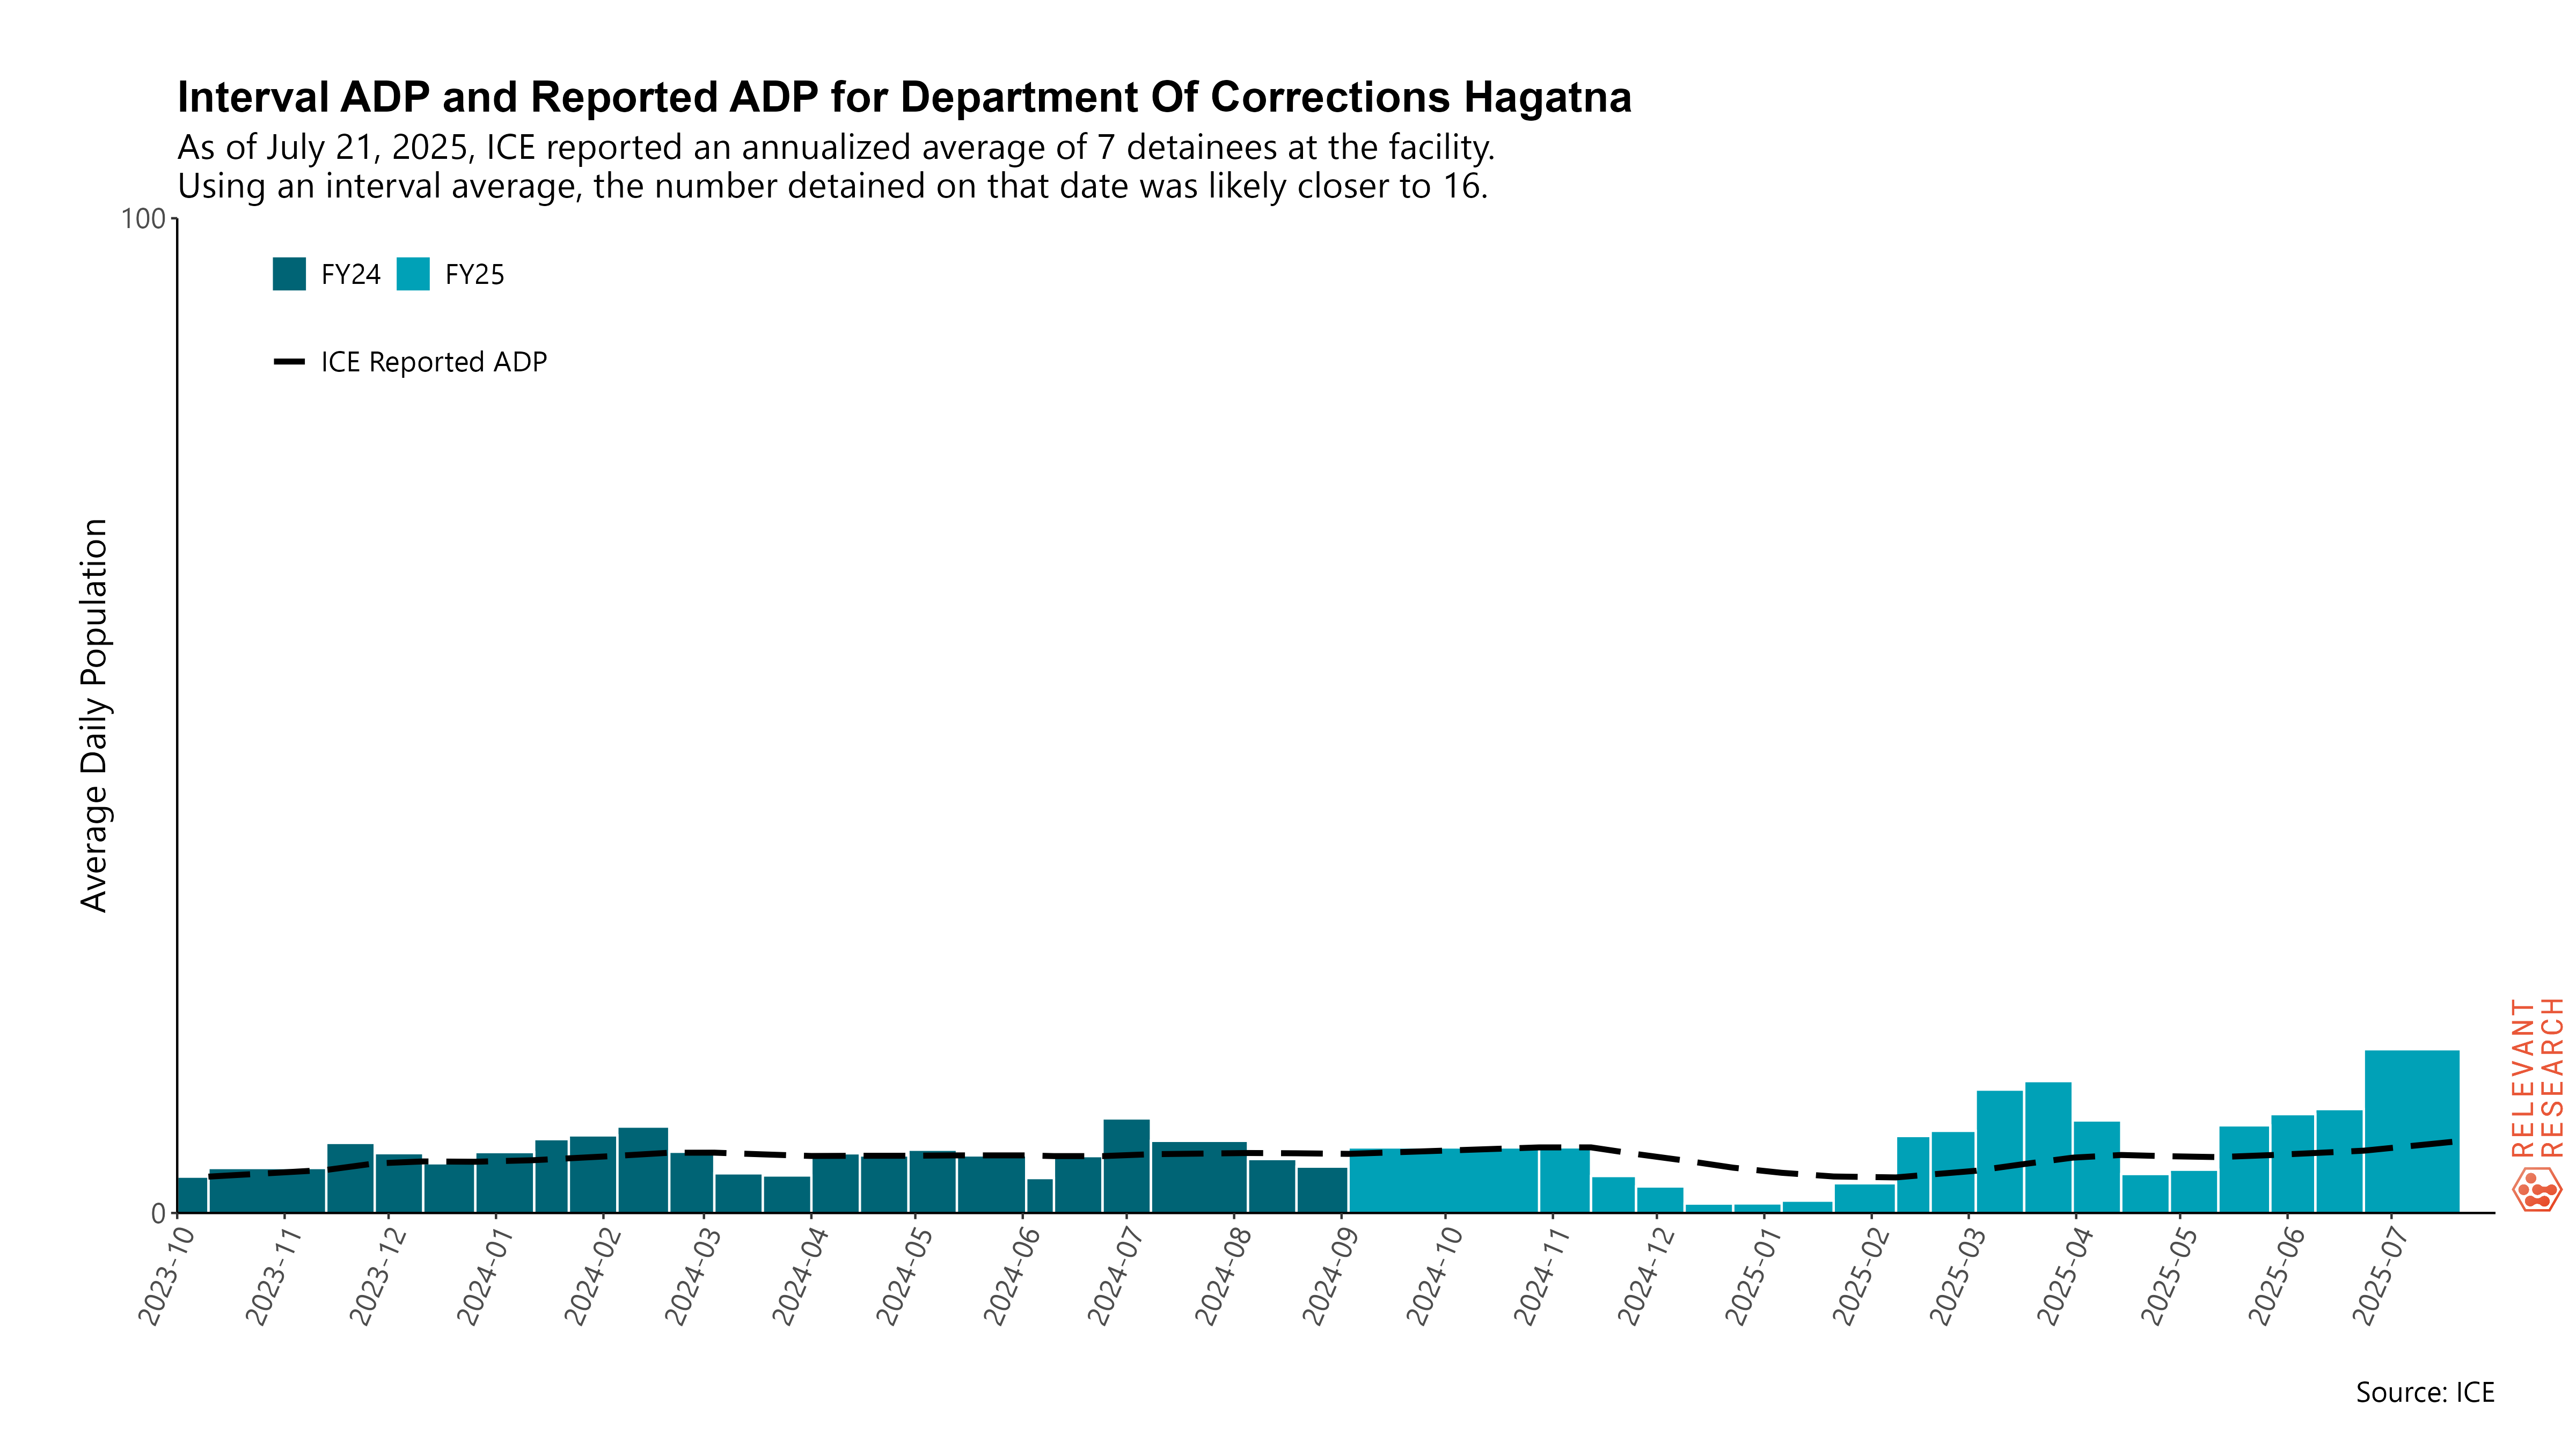 Interval ADP and Reported ADP for Department Of Corrections Hagatna
As of July 21, 2025, ICE reported an annualized average of 7 detainees at the facility.
Using an interval average, the number detained on that date was likely closer to 16.
100
FY24 FY25
ICE Reported ADP
Average Daily Population
0
2023-10 2023-11 2023-12 2024-01 2024-02 2024-03 2024-04 2024-05 2024-06 2024-07 2024-08 2024-09 2024-10 2024-11 2024-12 2025-01 2025-02 2025-03 2025-04 2025-05 2025-06 2025-07
RELEVANT
RESEARCH
Source: ICE